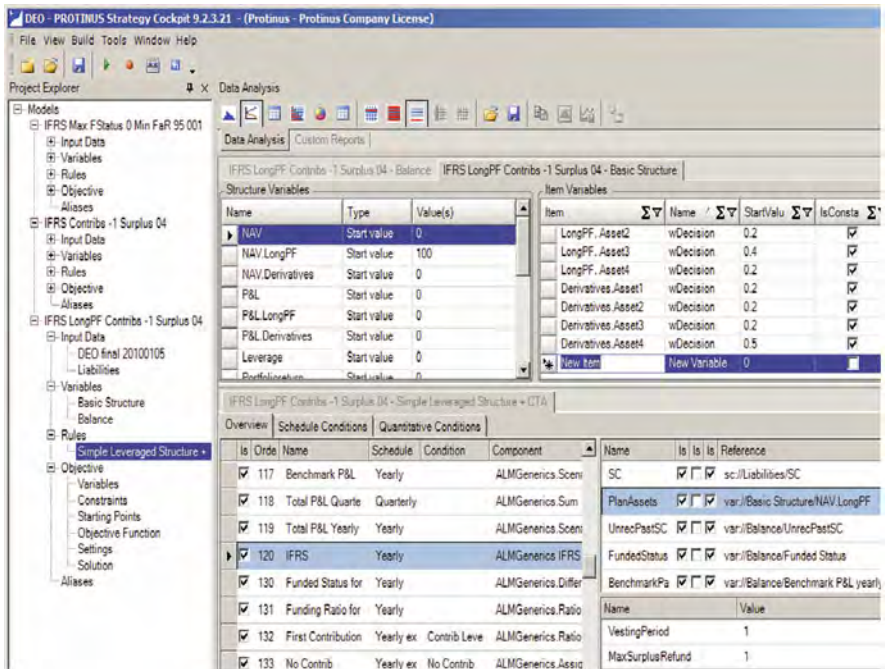 DEO - PROTINUS Strategy Cockpit 9.2.3.21 - (Protinus - Protinus Company License)
File View Build Tools Window Help
Project Explorer
Data Analysis
Models
IFRS Max FStatus 0 Min FaR 95 001
Input Data
Variables
Rules
Objective
Aliases
IFRS Contribs -1 Surplus 04
Input Data
Variables
Rules
Objective
Aliases
IFRS LongPF Contribs -1 Surplus 04
Input Data
DEO final 20100105
Liabilities
Variables
Basic Structure
Balance
Rules
Simple Leveraged Structure +
Objective
Variables
Constraints
Starting Points
Objective Function
Settings
Solution
Aliases
Data Analysis Custom Reports
IFRS LongPF Contribs -1 Surplus 04 - Balance IFRS LongPF Contribs -1 Surplus 04 - Basic Structure
Structure Variables
Name Type Value(s)
NAV Start value 0
NAV.LongPF Start value 100
NAV.Derivatives Start value 0
P&L Start value 0
P&L.LongPF Start value 0
P&L.Derivatives Start value 0
Leverage Start value 0
Portfolioreturn Start value 0
Item Variables
Item Name StartValu IsConsta
LongPF. Asset2 wDecision 0.2
LongPF. Asset3 wDecision 0.4
LongPF. Asset4 wDecision 0.2
Derivatives.Asset1 wDecision 0.2
Derivatives.Asset2 wDecision 0.2
Derivatives.Asset3 wDecision 0.2
Derivatives.Asset4 wDecision 0.5
New Item New Variable 0
IFRS LongPF Contribs -1 Surplus 04 - Simple Leveraged Structure + CTA
Overview Schedule Conditions Quantitative Conditions
Is Orde Name Schedule Condition Component
117 Benchmark P&L Yearly ALMGenerics.Scena
118 Total P&L Quarte Quarterly ALMGenerics.Sum
119 Total P&L Yearly Yearly ALMGenerics.Scena
120 IFRS Yearly ALMGenerics IFRS
130 Funded Status for Yearly ALMGenerics.Differ
131 Funding Ratio for Yearly ALMGenerics.Ratio
132 First Contribution Yearly ex Contrib Leve ALMGenerics.Ratio
133 No Contrib Yearly ex No Contrib ALMGenerics.Assig
Name Is Is Is Reference
SC sc://Liabilities/SC
PlanAssets var://Basic Structure/NAV.LongPF
UnrecPastSC var://Balance/UnrecPastSC
FundedStatus var://Balance/Funded Status
BenchmarkPa var://Balance/Benchmark P&L yearly
Name Value
VestingPeriod 1
MaxSurplusRefund 1